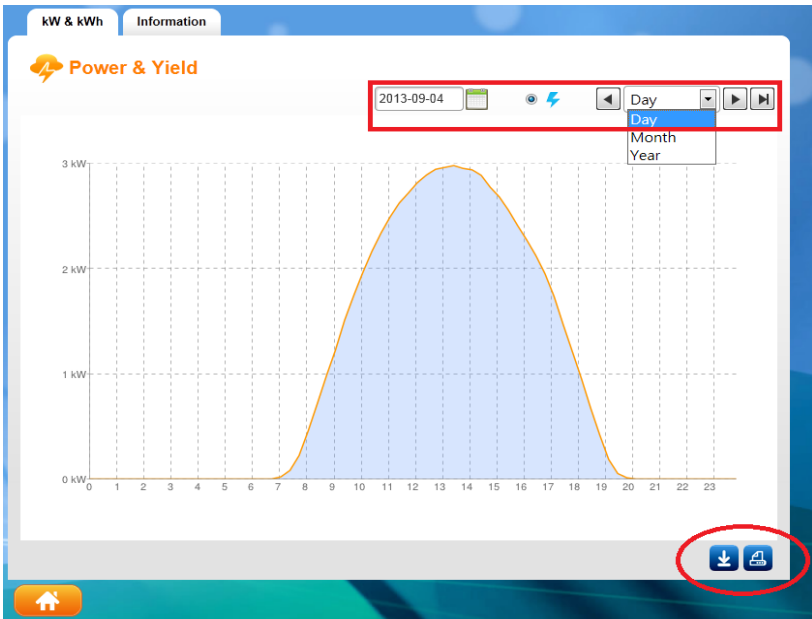 kW & kWh Information
Power & Yield
2013-09-04 Day
Day
Month
Year
3 kW
2 kW
1 kW
0 kW
0 1 2 3 4 5 6 7 8 9 10 11 12 13 14 15 16 17 18 19 20 21 22 23